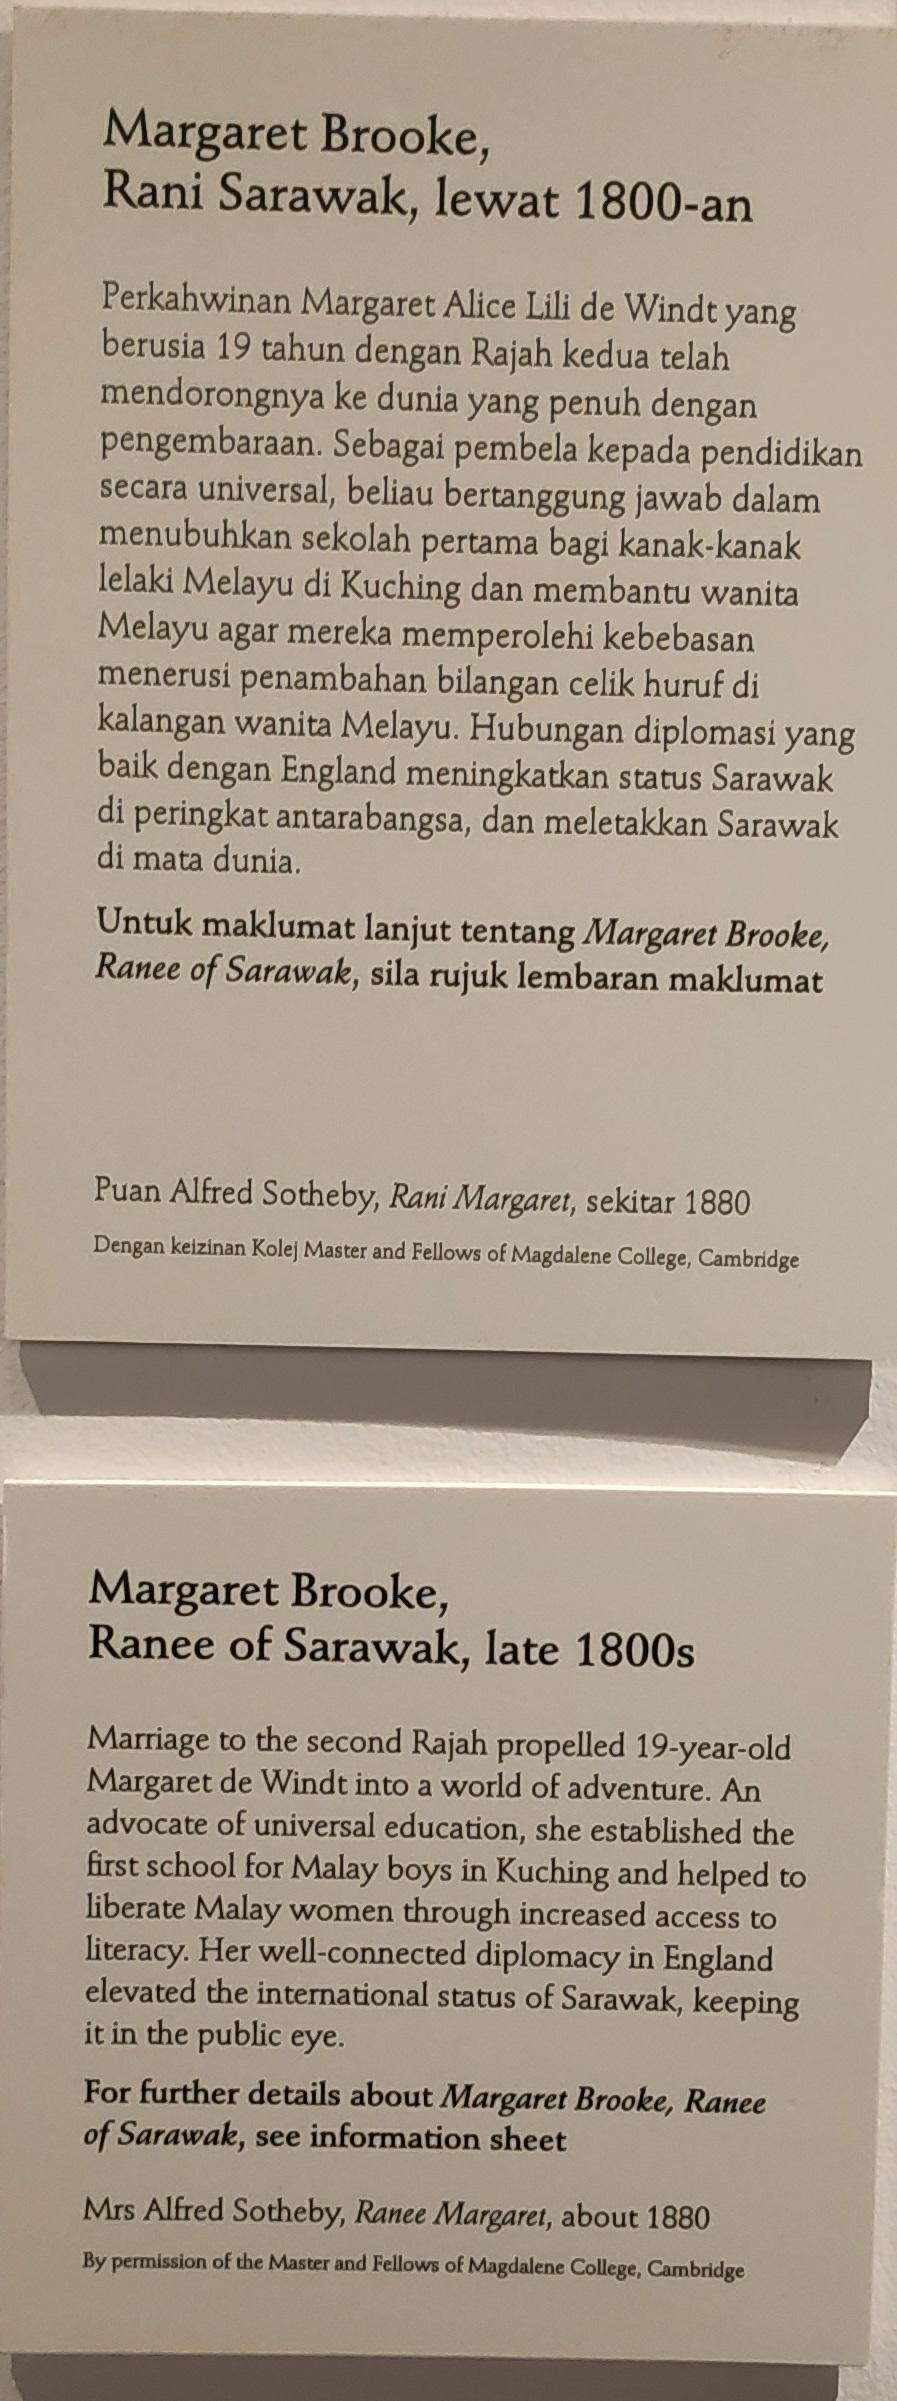 Margaret Brooke,
Rani Sarawak, lewat 1800-an
Perkahwinan Margaret Alice Lili de Windt yang
berusia 19 tahun dengan Rajah kedua telah
mendorongnya ke dunia yang penuh dengan
pengembaraan. Sebagai pembela kepada pendidikan
secara universal, beliau bertanggung jawab dalam
menubuhkan sekolah pertama bagi kanak-kanak
lelaki Melayu di Kuching dan membantu wanita
Melayu agar mereka memperolehi kebebasan
menerusi penambahan bilangan celik huruf di
kalangan wanita Melayu. Hubungan diplomasi yang
baik dengan England meningkatkan status Sarawak
di peringkat antarabangsa, dan meletakkan Sarawak
di mata dunia.
Untuk maklumat lanjut tentang Margaret Brooke,
Ranee of Sarawak, sila rujuk lembaran maklumat
Puan Alfred Sotheby, Rani Margaret, sekitar 1880
Dengan keizinan Kolej Master and Fellows of Magdalene College, Cambridge
Margaret Brooke,
Ranee of Sarawak, late 1800s
Marriage to the second Rajah propelled 19-year-old
Margaret de Windt into a world of adventure. An
advocate of universal education, she established the
first school for Malay boys in Kuching and helped to
liberate Malay women through increased access to
literacy. Her well-connected diplomacy in England
elevated the international status of Sarawak, keeping
it in the public eye.
For further details about Margaret Brooke, Ranee
of Sarawak, see information sheet
Mrs Alfred Sotheby, Ranee Margaret, about 1880
By permission of the Master and Fellows of Magdalene College, Cambridge